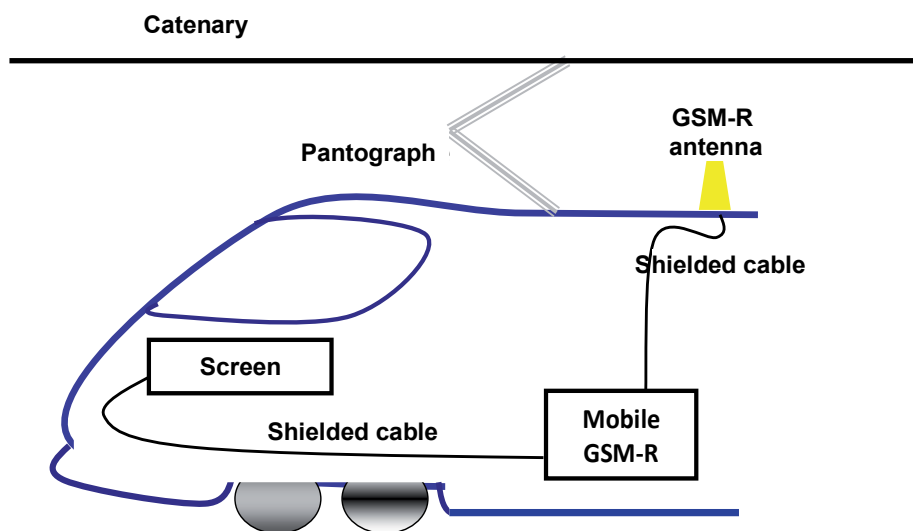 Catenary
GSM-R
antenna
Pantograph
Shielded cable
Screen
Mobile
GSM-R
Shielded cable